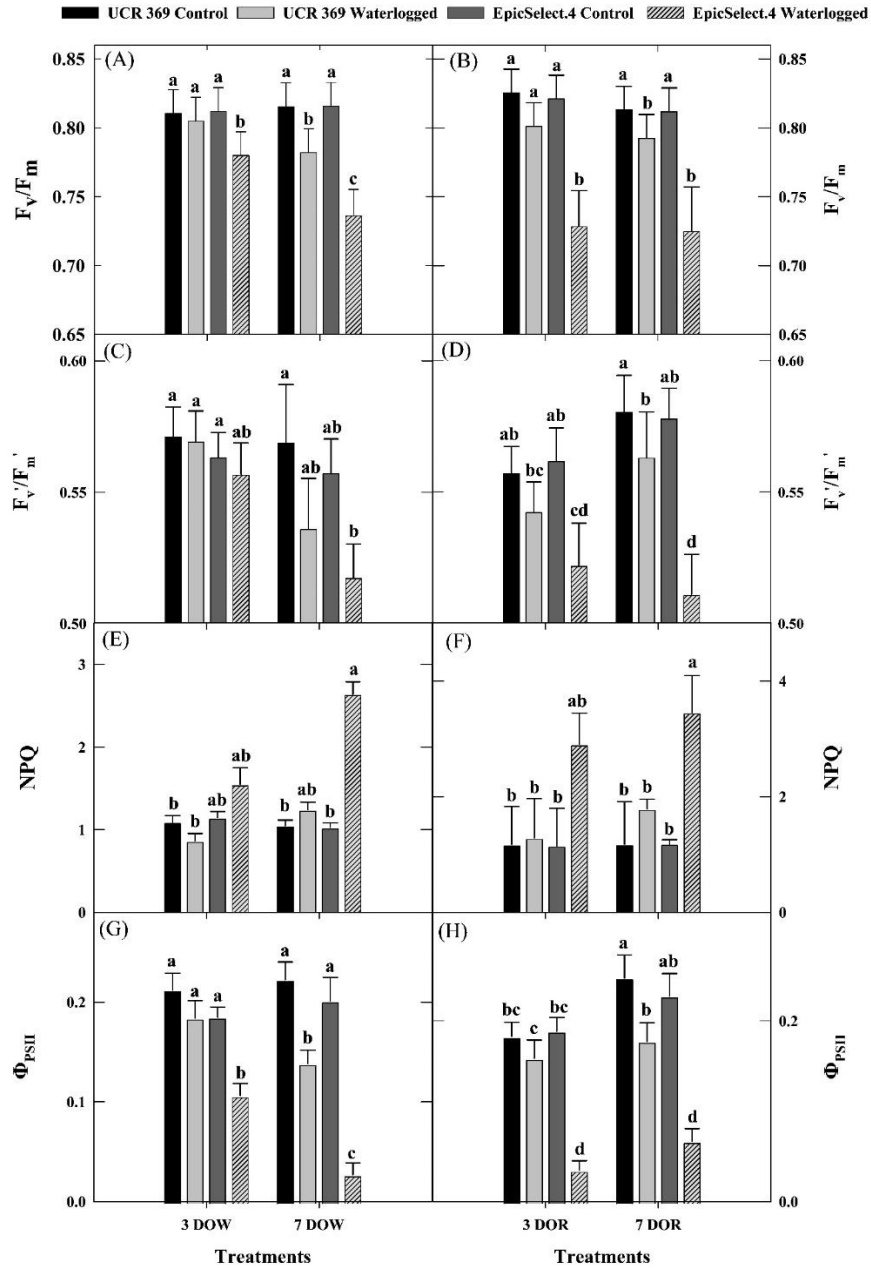 UCR 369 Control UCR 369 Waterlogged EpicSelect.4 Control EpicSelect.4 Waterlogged
(A)
a a a b a b a c
0.85
0.80
0.75
0.70
0.65
Fv/Fm
(B)
a a a b a b a b
0.85
0.80
0.75
0.70
0.65
Fv/Fm
(C)
a a a ab a ab ab b
0.60
0.55
0.50
Fv'/Fm'
(D)
ab bc ab cd a b ab d
0.60
0.55
0.50
Fv'/Fm'
(E)
b b ab ab b ab b a
3
2
1
0
NPQ
(F)
b b b ab b b b a
4
2
0
NPQ
(G)
a a a b a b a c
0.2
0.1
0.0
ΦPSII
(H)
bc c bc d a b ab d
0.2
0.0
ΦPSII
3 DOW 7 DOW 3 DOR 7 DOR
Treatments Treatments